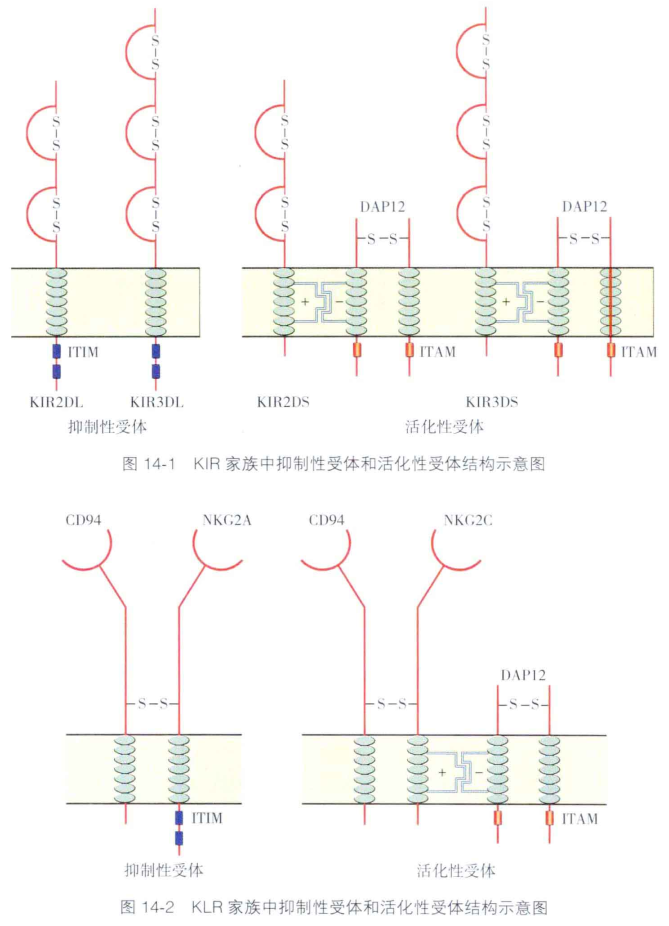 S-S
S-S
S-S
S-S
S-S
S-S
S-S
S-S
S-S
S-S
DAP12
DAP12
-S-S-
-S-S-
+ -
+ -
ITIM
ITAM
ITAM
KIR2DL
KIR3DL
KIR2DS
KIR3DS
抑制性受体
活化性受体
图 14-1 KIR 家族中抑制性受体和活化性受体结构示意图
CD94
NKG2A
CD94
NKG2C
DAP12
-S-S-
-S-S-
-S-S-
+ -
ITIM
ITAM
抑制性受体
活化性受体
图 14-2 KLR 家族中抑制性受体和活化性受体结构示意图